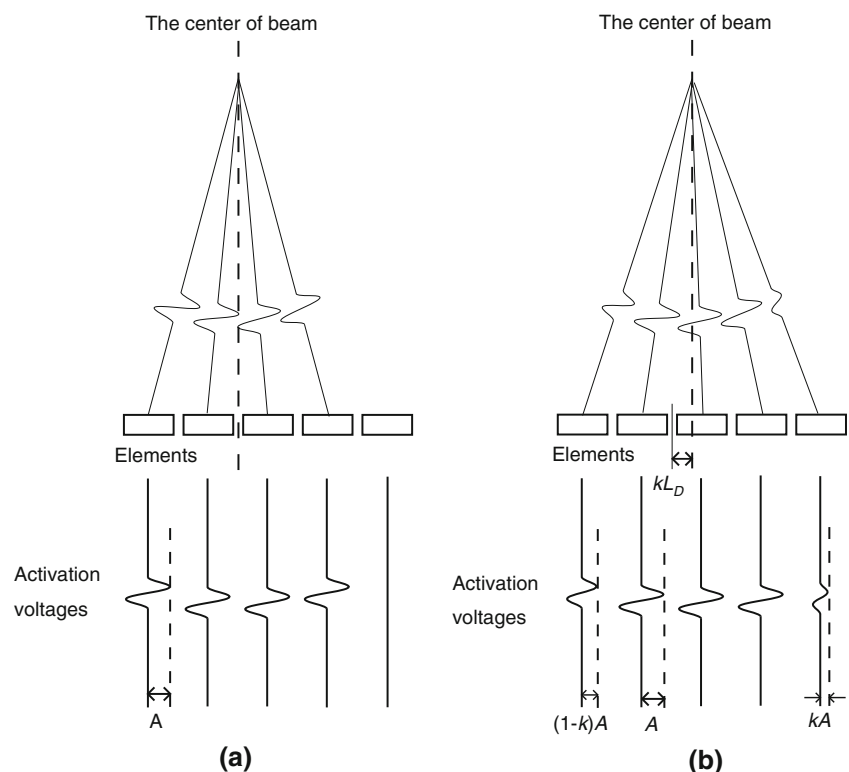 The center of beam
Elements
Activation
voltages
A
(a)
The center of beam
Elements
kL_D
Activation
voltages
(1-k)A
A
kA
(b)